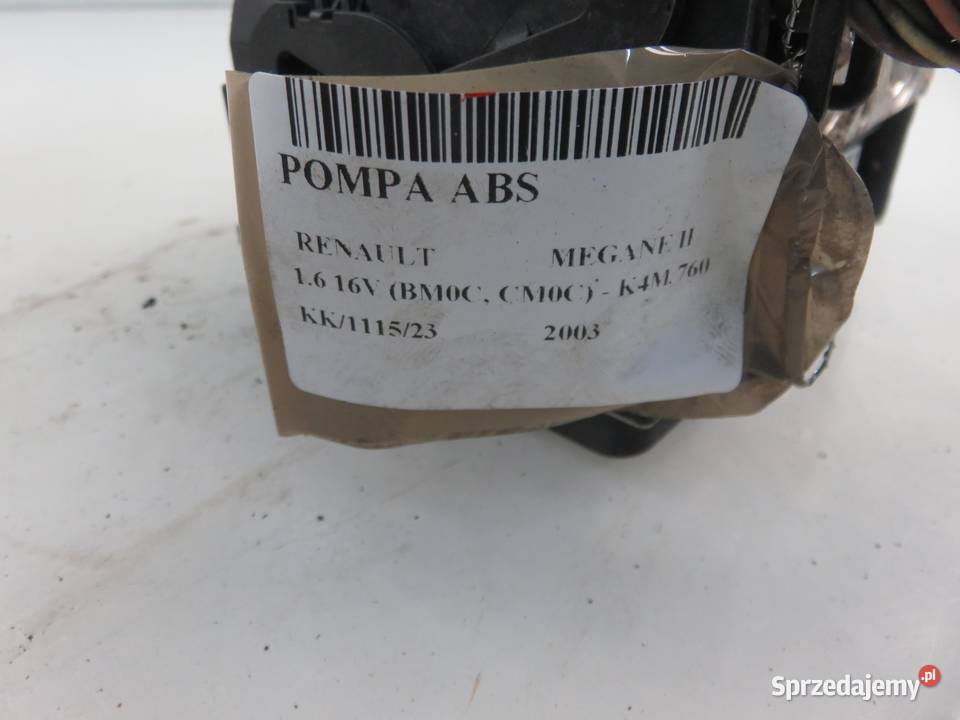 POMPA ABS
RENAULT MEGANE II
1.6 16V (BM0C, CM0C) - K4M.760
KK/1115/23 2003
Sprzedajemy.pl